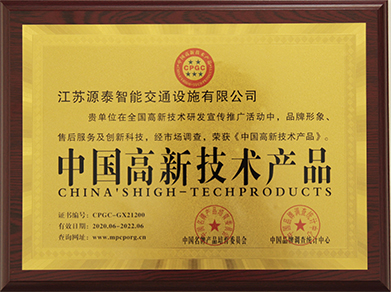 CPGC
江苏源泰智能交通设施有限公司
贵单位在全国高新技术研发宣传推广活动中，品牌形象、
售后服务及创新科技，经市场调查，荣获《中国高新技术产品》。
中国高新技术产品
CHINA'SHIGH-TECHPRODUCTS
证书编号：CPGC-GX21200
有效日期：2020.06-2022.06
查询网址：www.mpcporg.cn
中国名牌产品培育委员会
中国品牌调查统计中心